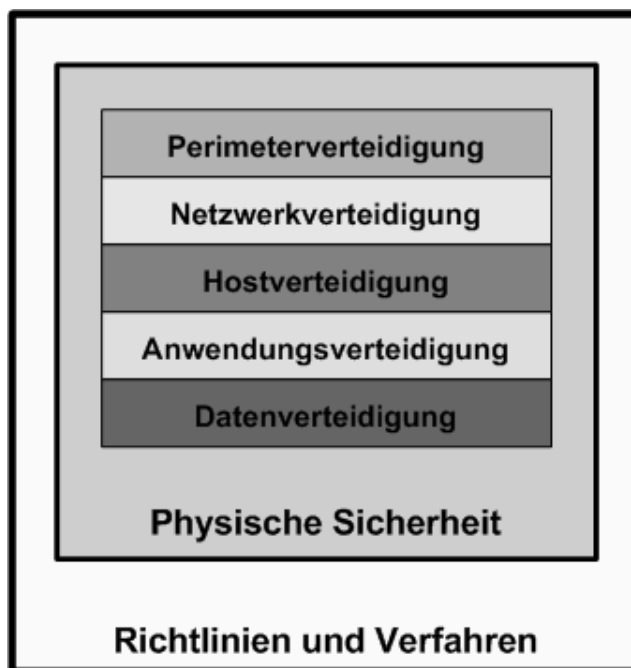 Perimeterverteidigung
Netzwerkverteidigung
Hostverteidigung
Anwendungsverteidigung
Datenverteidigung
Physische Sicherheit
Richtlinien und Verfahren